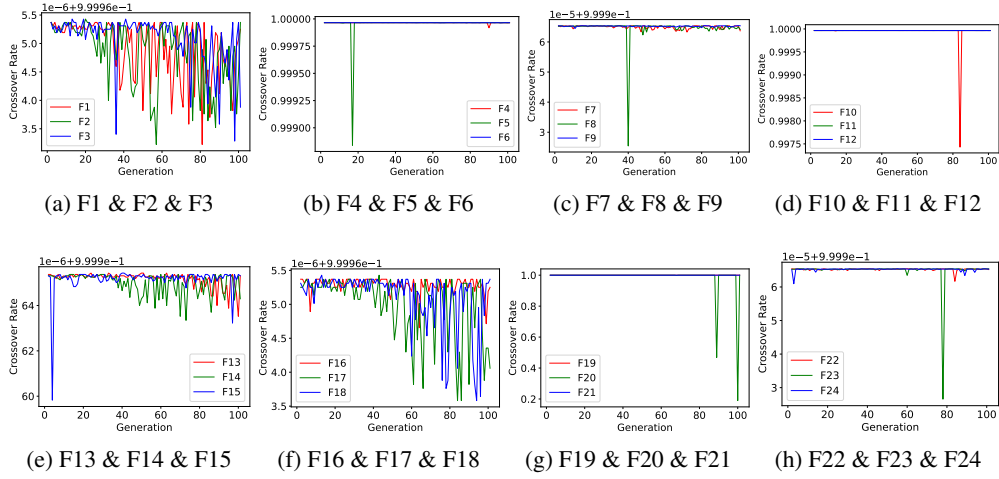 1e-6+9.9996e-1
5.5
5.0
4.5
4.0
3.5
Crossover Rate
F1
F2
F3
0 20 40 60 80 100
Generation
(a) F1 & F2 & F3
1.00000
0.99975
0.99950
0.99925
0.99900
Crossover Rate
F4
F5
F6
0 20 40 60 80 100
Generation
(b) F4 & F5 & F6
1e-5+9.999e-1
6
5
4
3
Crossover Rate
F7
F8
F9
0 20 40 60 80 100
Generation
(c) F7 & F8 & F9
1.0000
0.9995
0.9990
0.9985
0.9980
0.9975
Crossover Rate
F10
F11
F12
0 20 40 60 80 100
Generation
(d) F10 & F11 & F12
1e-6+9.999e-1
64
62
60
Crossover Rate
F13
F14
F15
0 20 40 60 80 100
Generation
(e) F13 & F14 & F15
1e-6+9.9996e-1
5.5
5.0
4.5
4.0
3.5
Crossover Rate
F16
F17
F18
0 20 40 60 80 100
Generation
(f) F16 & F17 & F18
1.0
0.8
0.6
0.4
0.2
Crossover Rate
F19
F20
F21
0 20 40 60 80 100
Generation
(g) F19 & F20 & F21
1e-5+9.999e-1
6
5
4
3
Crossover Rate
F22
F23
F24
0 20 40 60 80 100
Generation
(h) F22 & F23 & F24